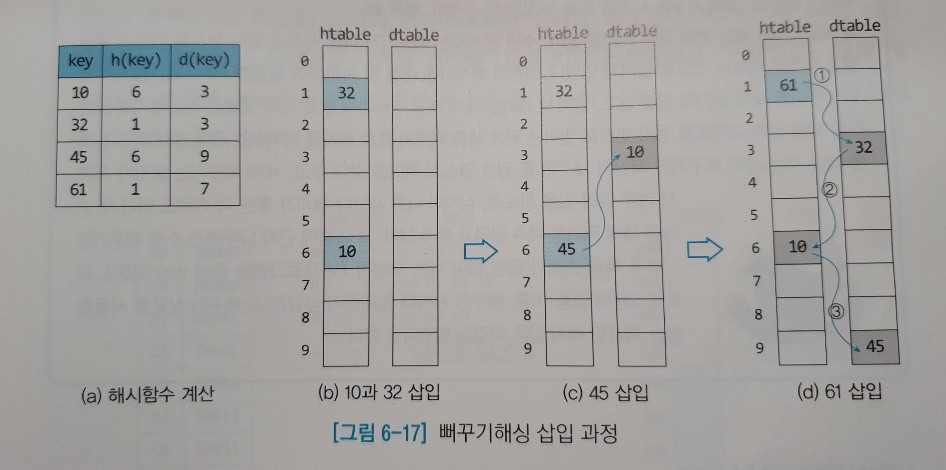 key h(key) d(key)
10 6 3
32 1 3
45 6 9
61 1 7
(a) 해시함수 계산
htable dtable
0
1 32
2
3
4
5
6 10
7
8
9
(b) 10과 32 삽입
htable dtable
0
1 32
2
3 10
4
5
6 45
7
8
9
(c) 45 삽입
htable dtable
0
1 61 ①
2
3 32
4 ②
5
6 10
7
8 ③
9 45
(d) 61 삽입
[그림 6-17] 뻐꾸기해싱 삽입 과정